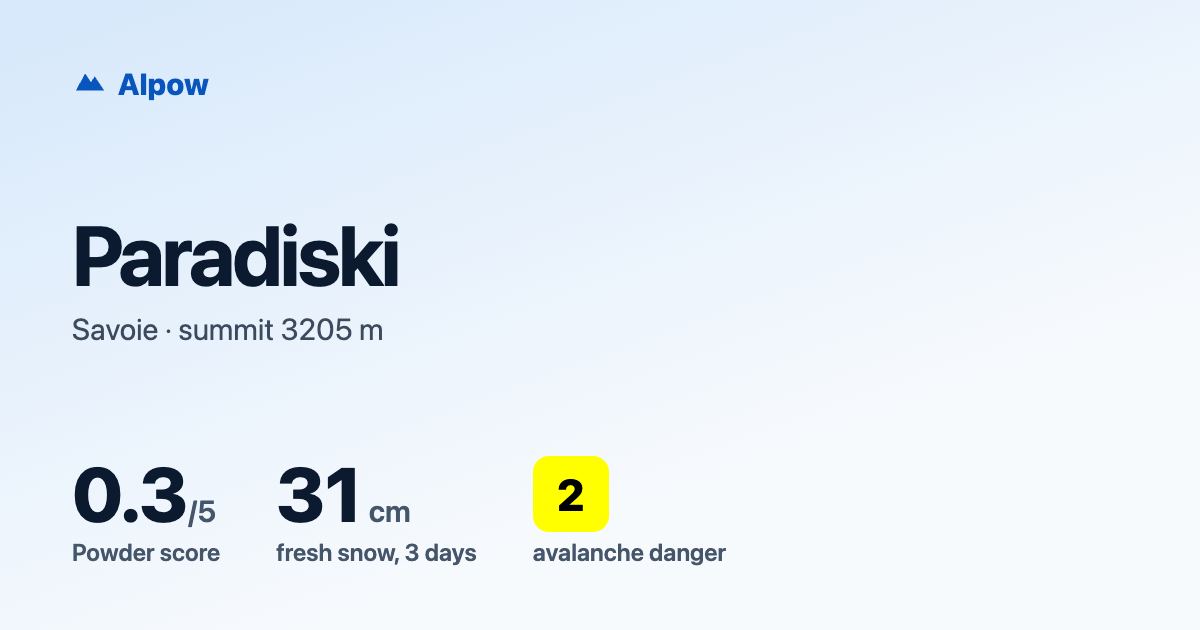 Alpow
Paradiski
Savoie · summit 3205 m
0.3/5
Powder score
31 cm
fresh snow, 3 days
2
avalanche danger